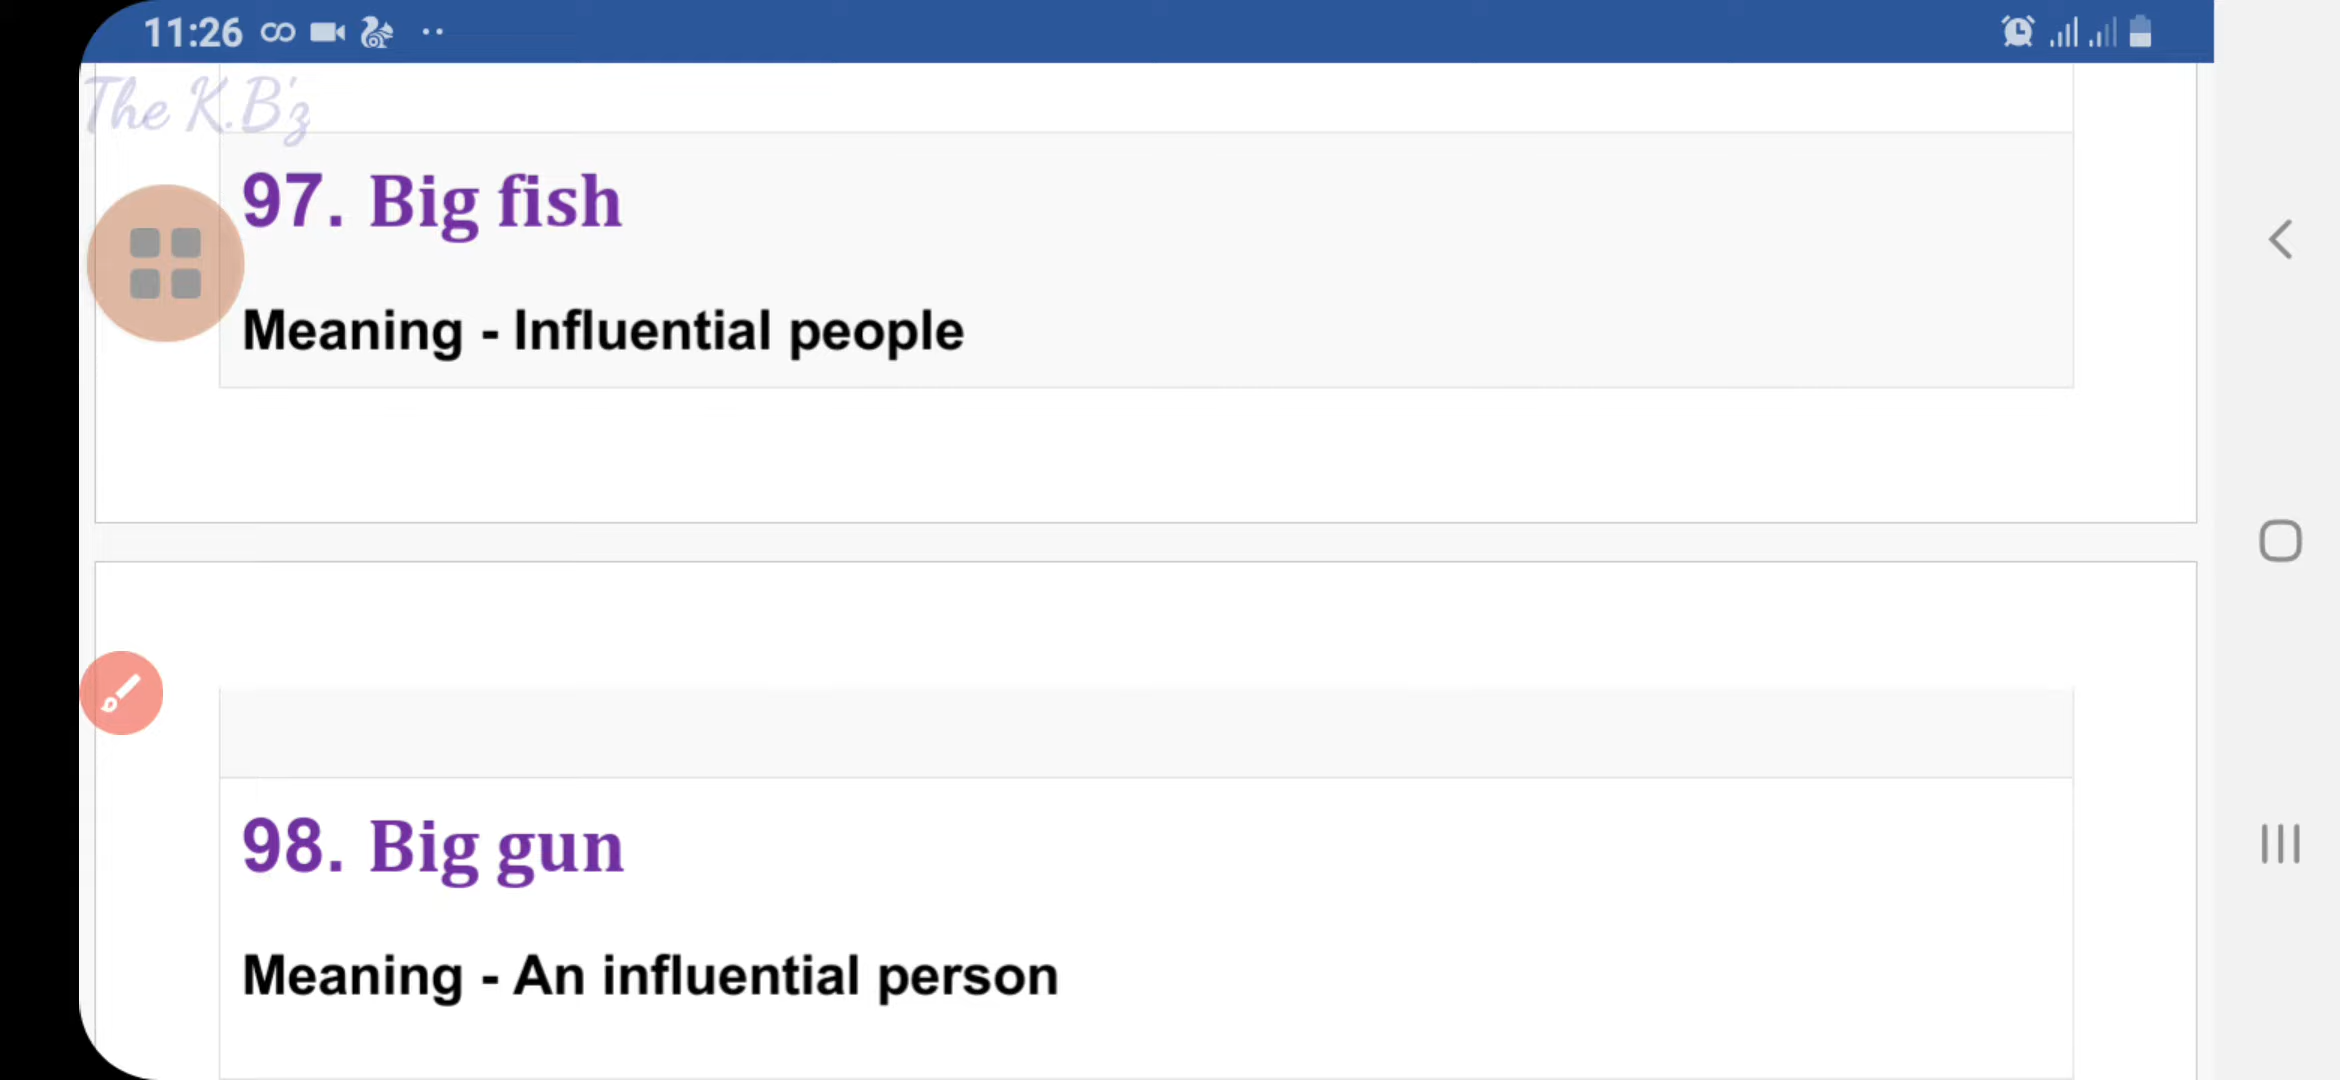 11:26
The K.B'z
97. Big fish
Meaning - Influential people
98. Big gun
Meaning - An influential person